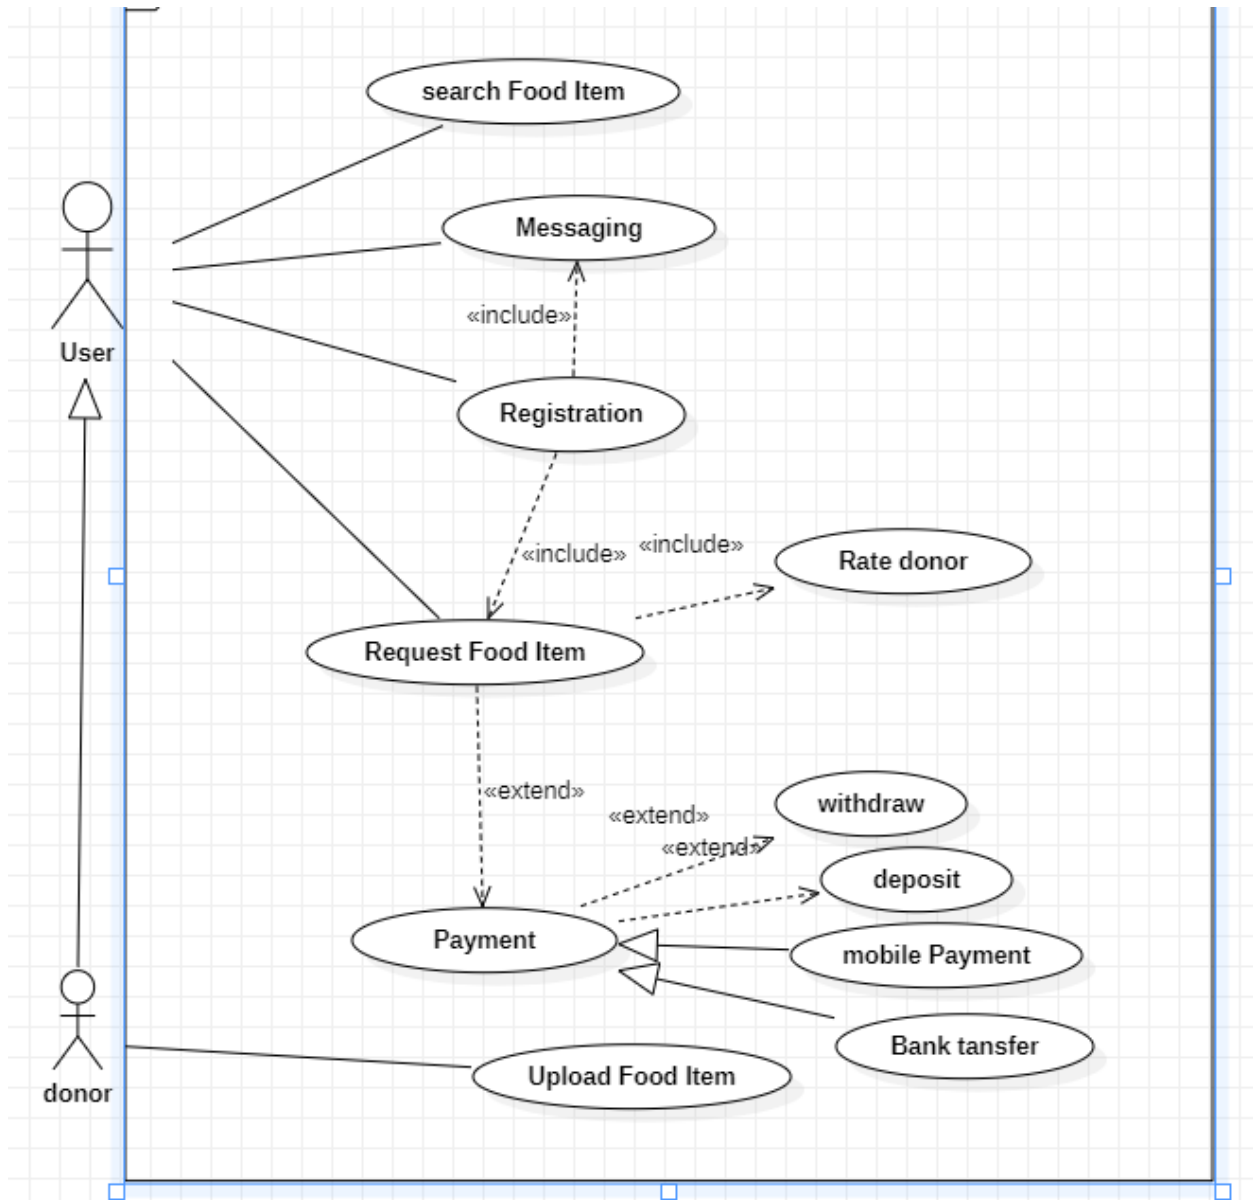 search Food Item
Messaging
«include»
User
Registration
«include»
«include»
Rate donor
Request Food Item
«extend»
«extend»
withdraw
«extend»
deposit
Payment
mobile Payment
Bank tansfer
Upload Food Item
donor